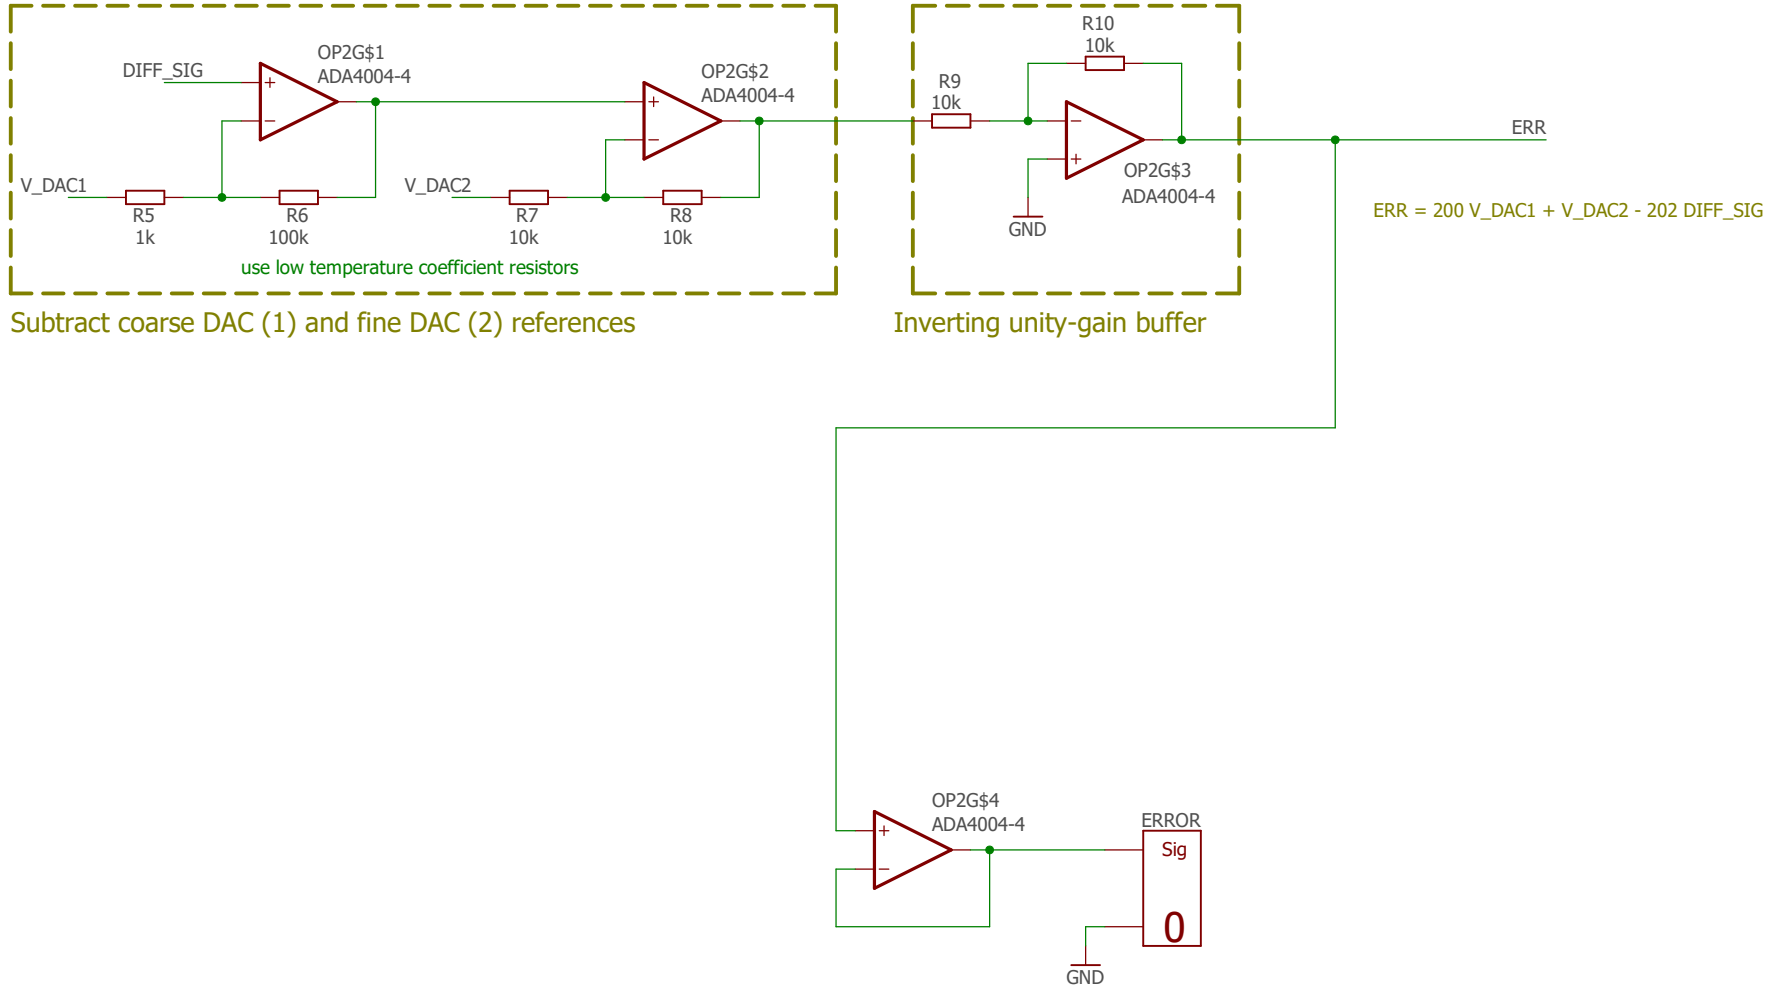 DIFF_SIG
OP2G$1
ADA4004-4
+
−
V_DAC1
R5
1k
R6
100k
OP2G$2
ADA4004-4
+
−
V_DAC2
R7
10k
R8
10k
use low temperature coefficient resistors
Subtract coarse DAC (1) and fine DAC (2) references
R9
10k
R10
10k
−
+
OP2G$3
ADA4004-4
GND
Inverting unity-gain buffer
ERR
ERR = 200 V_DAC1 + V_DAC2 - 202 DIFF_SIG
OP2G$4
ADA4004-4
+
−
ERROR
Sig
0
GND